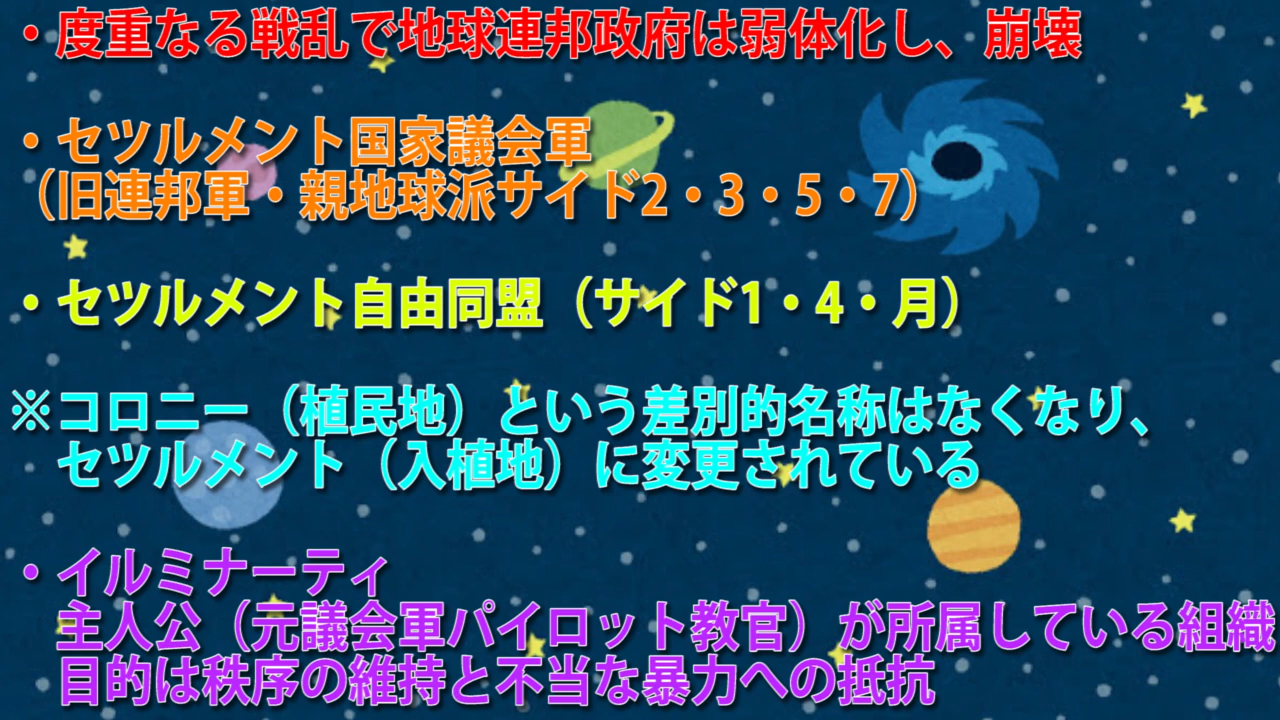 ・度重なる戦乱で地球連邦政府は弱体化し、崩壊
・セツルメント国家議会軍
（旧連邦軍・親地球派サイド2・3・5・7）
・セツルメント自由同盟（サイド1・4・月）
※コロニー（植民地）という差別的名称はなくなり、
セツルメント（入植地）に変更されている
・イルミナーティ
主人公（元議会軍パイロット教官）が所属している組織
目的は秩序の維持と不当な暴力への抵抗